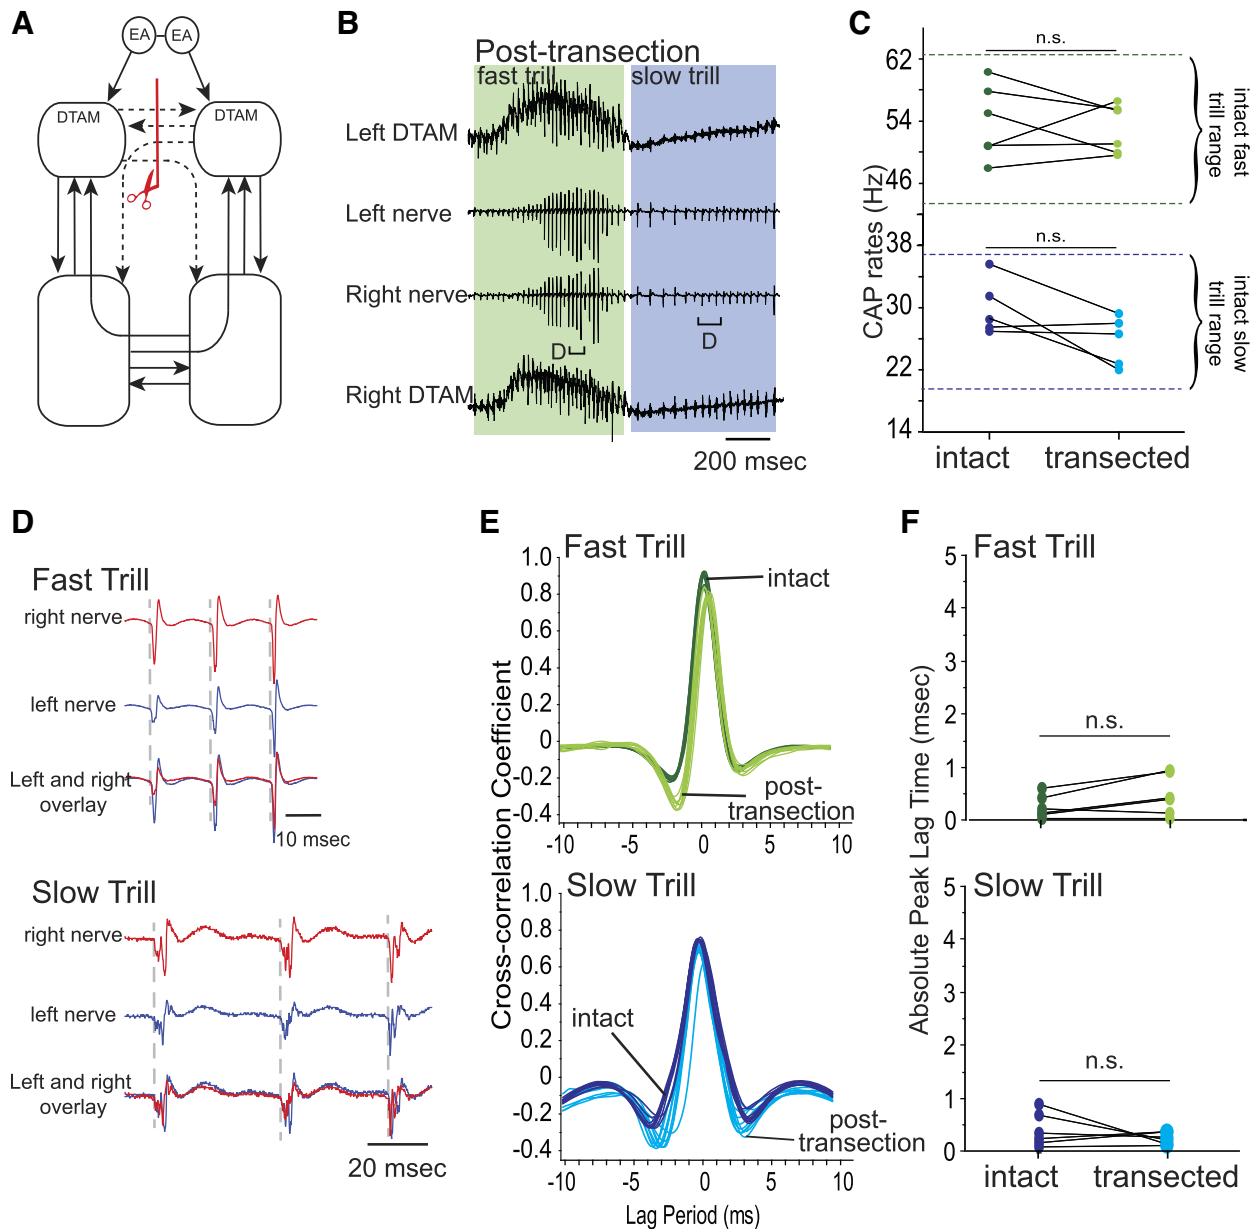 A
EA
EA
DTAM
DTAM
B
Post-transection
fast trill
slow trill
Left DTAM
Left nerve
Right nerve
D
D
Right DTAM
200 msec
C
n.s.
62
54
46
38
30
22
14
CAP rates (Hz)
n.s.
intact fast
trill range
intact slow
trill range
intact
transected
D
Fast Trill
right nerve
left nerve
Left and right
overlay
10 msec
Slow Trill
right nerve
left nerve
Left and right
overlay
20 msec
E
Fast Trill
1.0
0.8
0.6
0.4
0.2
0
-0.2
-0.4
intact
post-
transection
-10
-5
0
5
10
Cross-correlation Coefficient
Slow Trill
1.0
0.8
0.6
0.4
0.2
0
-0.2
-0.4
intact
post-
transection
-10
-5
0
5
10
Lag Period (ms)
F
Fast Trill
5
4
3
2
1
0
n.s.
Absolute Peak Lag Time (msec)
Slow Trill
5
4
3
2
1
0
n.s.
intact
transected